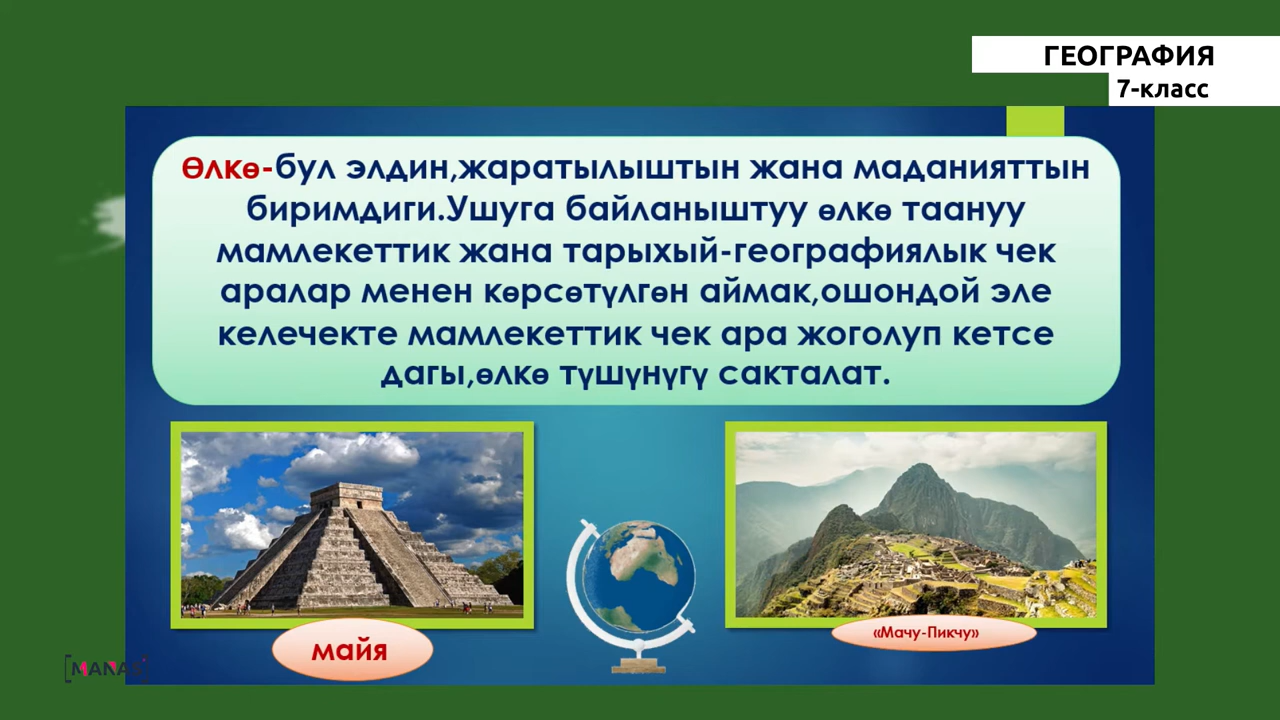 ГЕОГРАФИЯ
7-класс
Өлкө-бул элдин,жаратылыштын жана маданияттын
биримдиги.Ушуга байланыштуу өлкө таануу
мамлекеттик жана тарыхый-географиялык чек
аралар менен көрсөтүлгөн аймак,ошондой эле
келечекте мамлекеттик чек ара жоголуп кетсе
дагы,өлкө түшүнүгү сакталат.
майя
«Мачу-Пикчу»
MANAS